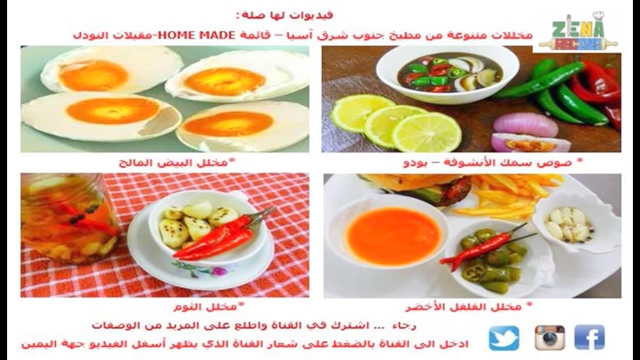 فيديوات لها صلة:
ZENA
مخللات متنوعة من مطبخ جنوب شرق آسيا – قائمة HOME MADE-مقبلات النودل
* صوص سمك الأنشوفة – بودو
*مخلل البيض المالح
* مخلل الفلفل الأخضر
*مخلل الثوم
رجاء ... اشترك في القناة واطلع على المزيد من الوصفات
ادخل الى القناة بالضغط على شعار القناة الذي يظهر أسفل الفيديو جهة اليمين